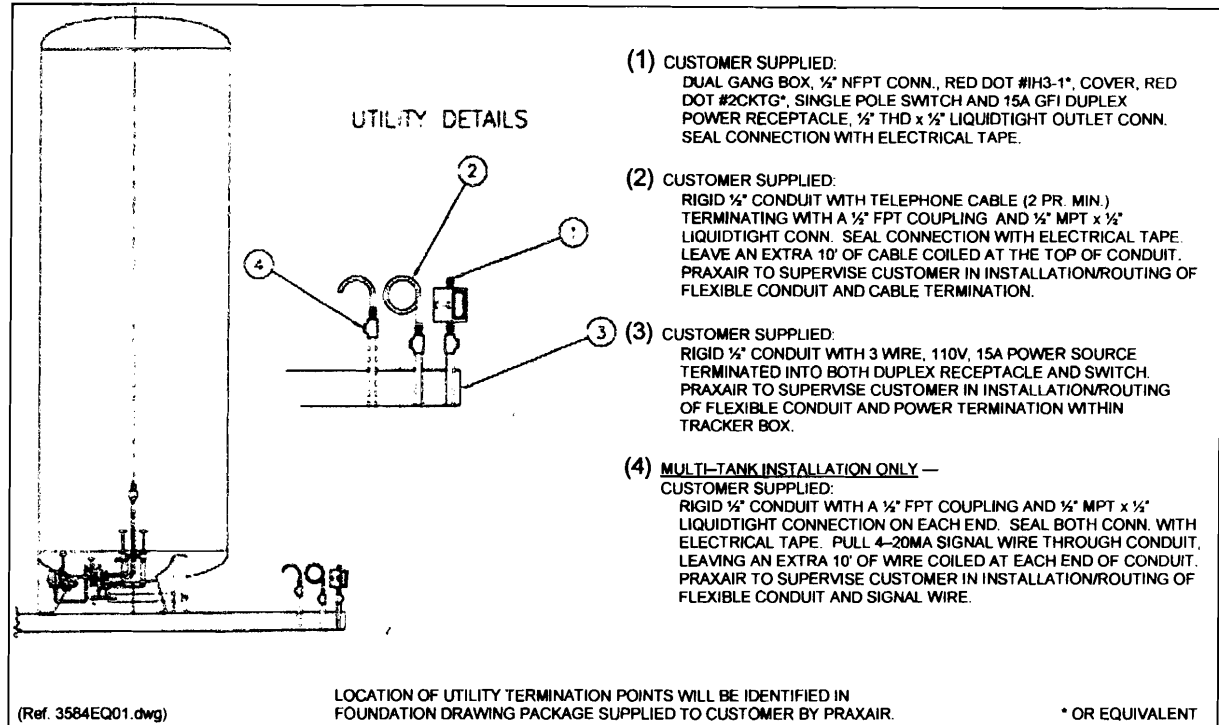 UTILITY DETAILS
2
1
4
3
(1) CUSTOMER SUPPLIED:
DUAL GANG BOX, ½" NFPT CONN., RED DOT #IH3-1*, COVER, RED
DOT #2CKTG*, SINGLE POLE SWITCH AND 15A GFI DUPLEX
POWER RECEPTACLE, ½" THD x ½" LIQUIDTIGHT OUTLET CONN.
SEAL CONNECTION WITH ELECTRICAL TAPE.
(2) CUSTOMER SUPPLIED:
RIGID ½" CONDUIT WITH TELEPHONE CABLE (2 PR. MIN.)
TERMINATING WITH A ½" FPT COUPLING AND ½" MPT x ½"
LIQUIDTIGHT CONN. SEAL CONNECTION WITH ELECTRICAL TAPE.
LEAVE AN EXTRA 10' OF CABLE COILED AT THE TOP OF CONDUIT.
PRAXAIR TO SUPERVISE CUSTOMER IN INSTALLATION/ROUTING OF
FLEXIBLE CONDUIT AND CABLE TERMINATION.
(3) CUSTOMER SUPPLIED:
RIGID ½" CONDUIT WITH 3 WIRE, 110V, 15A POWER SOURCE
TERMINATED INTO BOTH DUPLEX RECEPTACLE AND SWITCH.
PRAXAIR TO SUPERVISE CUSTOMER IN INSTALLATION/ROUTING
OF FLEXIBLE CONDUIT AND POWER TERMINATION WITHIN
TRACKER BOX.
(4) MULTI-TANK INSTALLATION ONLY —
CUSTOMER SUPPLIED:
RIGID ½" CONDUIT WITH A ½" FPT COUPLING AND ½" MPT x ½"
LIQUIDTIGHT CONNECTION ON EACH END. SEAL BOTH CONN. WITH
ELECTRICAL TAPE. PULL 4-20MA SIGNAL WIRE THROUGH CONDUIT,
LEAVING AN EXTRA 10' OF WIRE COILED AT EACH END OF CONDUIT.
PRAXAIR TO SUPERVISE CUSTOMER IN INSTALLATION/ROUTING OF
FLEXIBLE CONDUIT AND SIGNAL WIRE.
(Ref. 3584EQ01.dwg)
LOCATION OF UTILITY TERMINATION POINTS WILL BE IDENTIFIED IN
FOUNDATION DRAWING PACKAGE SUPPLIED TO CUSTOMER BY PRAXAIR.
* OR EQUIVALENT